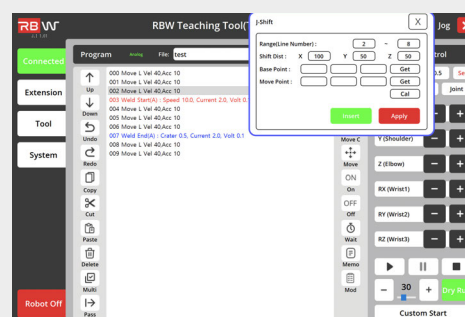 RB W
RBW Teaching Tool(
Jog
J-Shift
X
Range(Line Number) : 2 ~ 8
Shift Dist : X 100 Y 50 Z 50
Base Point : Get
Move Point : Get
Cal
Insert
Apply
Connected
Extension
Tool
System
Robot Off
Program
Analog
File:
test
Up
Down
Undo
Redo
Copy
Cut
Paste
Delete
Multi
Pass
000 Move L Vel 40,Acc 10
001 Move L Vel 40,Acc 10
002 Move L Vel 40,Acc 10
003 Weld Start(A) : Speed 10.0, Current 2.0, Volt 0.
004 Move L Vel 40,Acc 10
005 Move L Vel 40,Acc 10
006 Move L Vel 40,Acc 10
007 Weld End(A) : Crater 0.5, Current 2.0, Volt 0.1
008 Move L Vel 40,Acc 10
009 Move L Vel 40,Acc 10
Move C
Move
ON
On
OFF
Off
Wait
Memo
Mod
trol
0.5
Se
Joint
Y (Shoulder)
Z (Elbow)
RX (Wrist1)
RY (Wrist2)
RZ (Wrist3)
− 30 +
Dry Ru
Custom Start